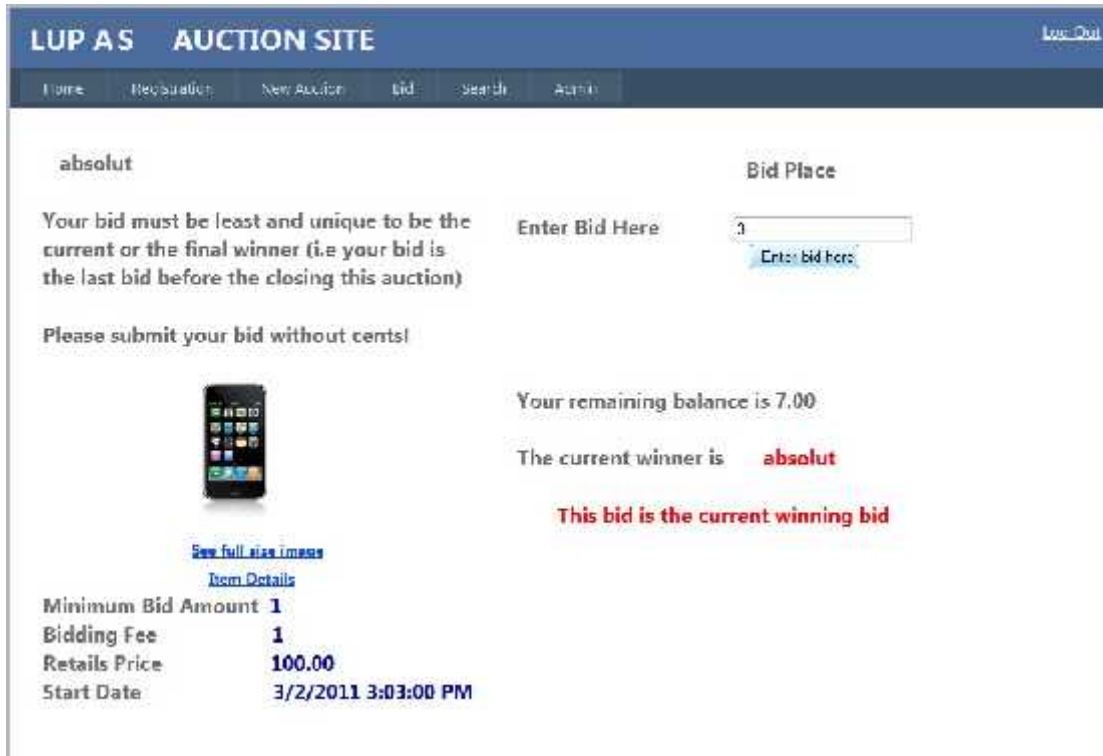 LUP AS AUCTION SITE
Log Out
Home Registration New Auction Bid Search Admin
absolut
Bid Place
Your bid must be least and unique to be the
current or the final winner (i.e your bid is
the last bid before the closing this auction)
Enter Bid Here
Enter bid here
Please submit your bid without cents!
Your remaining balance is 7.00
The current winner is absolut
This bid is the current winning bid
See full size image
Item Details
Minimum Bid Amount 1
Bidding Fee 1
Retails Price 100.00
Start Date 3/2/2011 3:03:00 PM